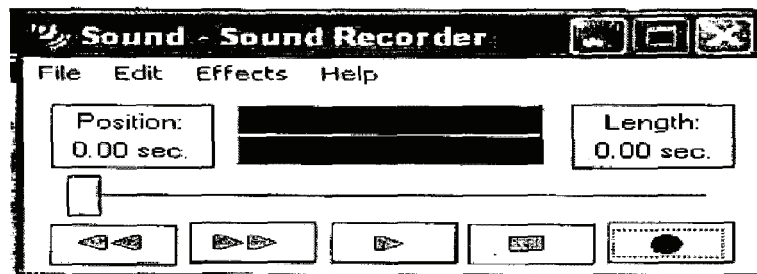 Sound - Sound Recorder
File Edit Effects Help
Position:
0.00 sec.
Length:
0.00 sec.